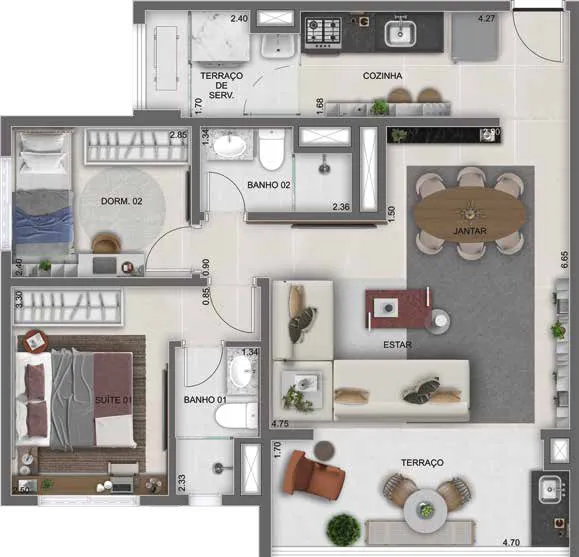 2.40
4.27
TERRAÇO
DE
SERV.
1.70
COZINHA
1.68
2.85
1.34
2.90
DORM. 02
BANHO 02
2.36
1.50
JANTAR
2.40
0.90
6.65
3.30
0.85
ESTAR
1.34
SUÍTE 01
BANHO 01
4.75
1.70
TERRAÇO
2.33
4.70